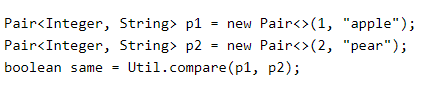 Pair<Integer, String> p1 = new Pair<>(1, "apple");
Pair<Integer, String> p2 = new Pair<>(2, "pear");
boolean same = Util.compare(p1, p2);